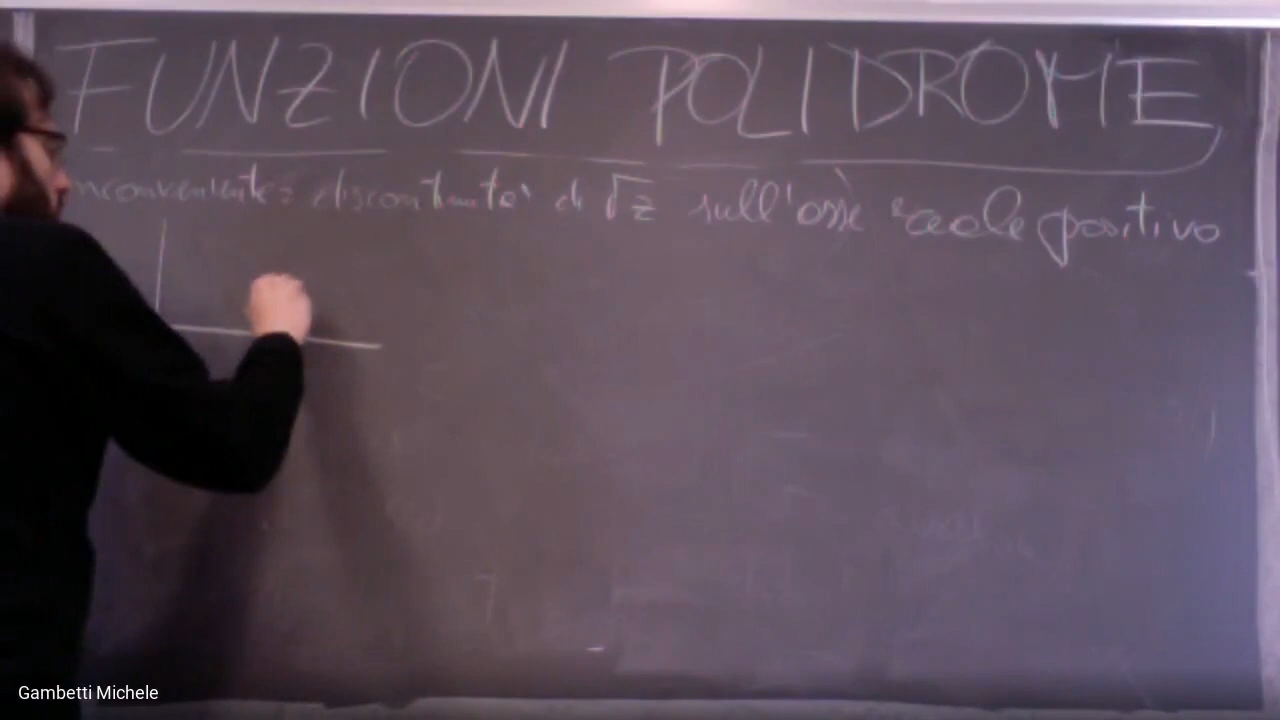 FUNZIONI POLIDROME
inconveniente: discontinuità di √z sull'asse reale positivo
Gambetti Michele